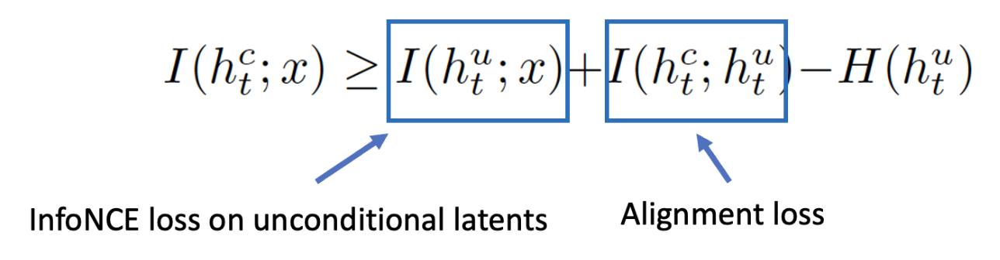 I(h_t^c; x) ≥ I(h_t^u; x) + I(h_t^c; h_t^u) − H(h_t^u)
InfoNCE loss on unconditional latents
Alignment loss